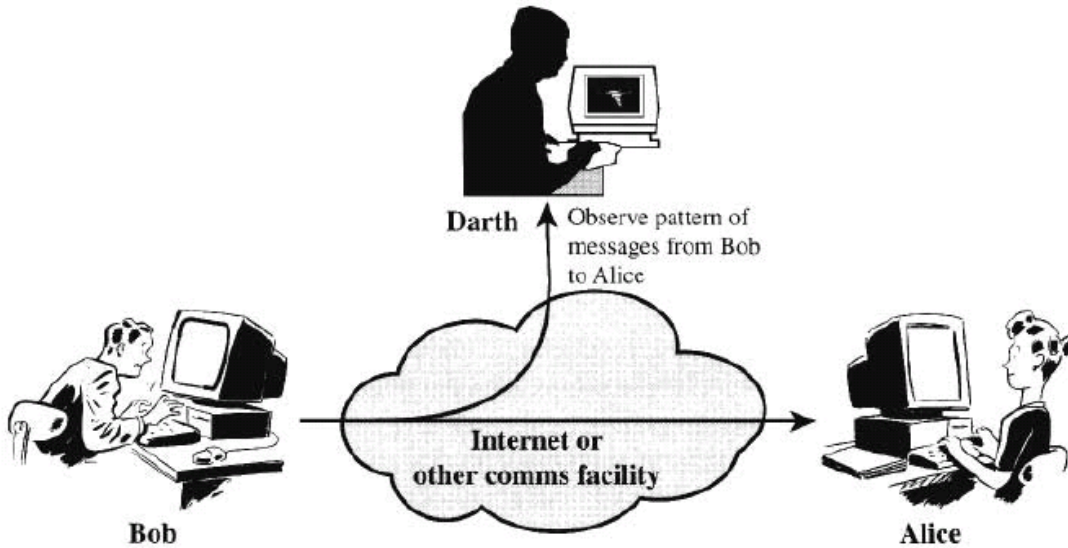 Darth
Observe pattern of
messages from Bob
to Alice
Internet or
other comms facility
Bob
Alice